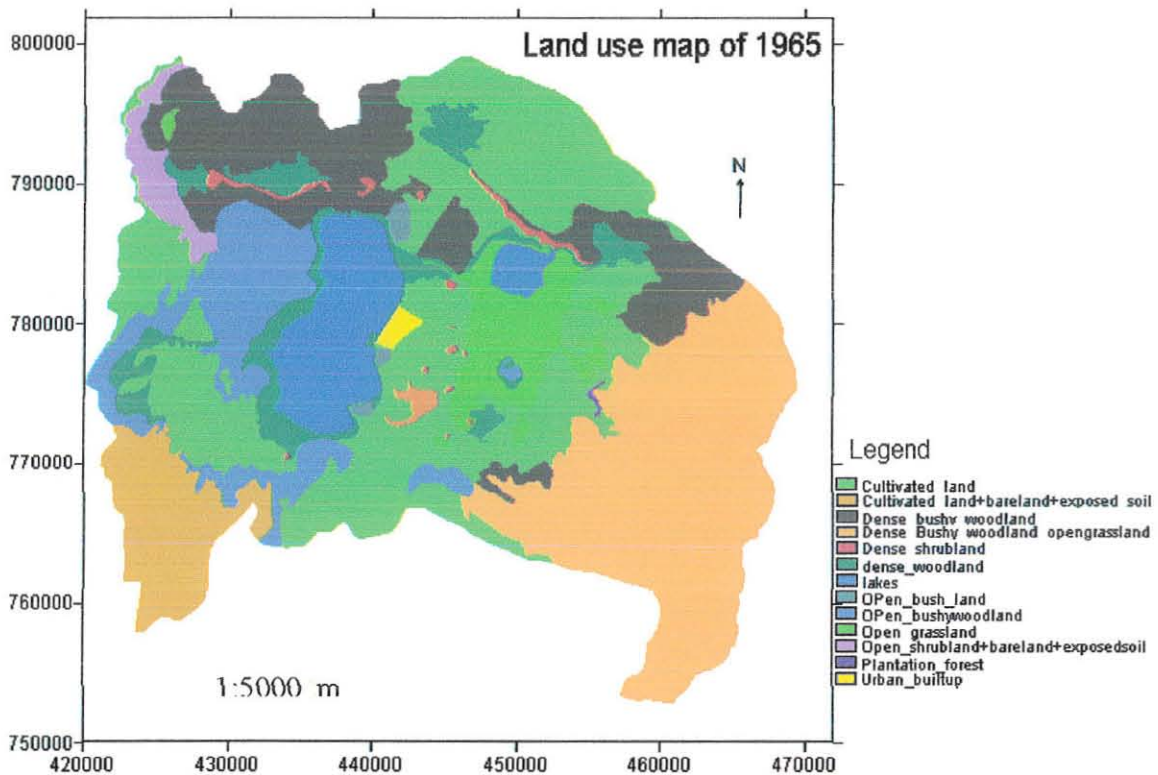 Land use map of 1965
800000
790000
780000
770000
760000
750000
420000
430000
440000
450000
460000
470000
N
1:5000 m
Legend
Cultivated land
Cultivated land+bareland+exposed soil
Dense bushy woodland
Dense Bushy woodland opengrassland
Dense shrubland
dense_woodland
lakes
OPen_bush_land
OPen_bushywoodland
Open grassland
Open_shrubland+bareland+exposedsoil
Plantation_forest
Urban_builtup